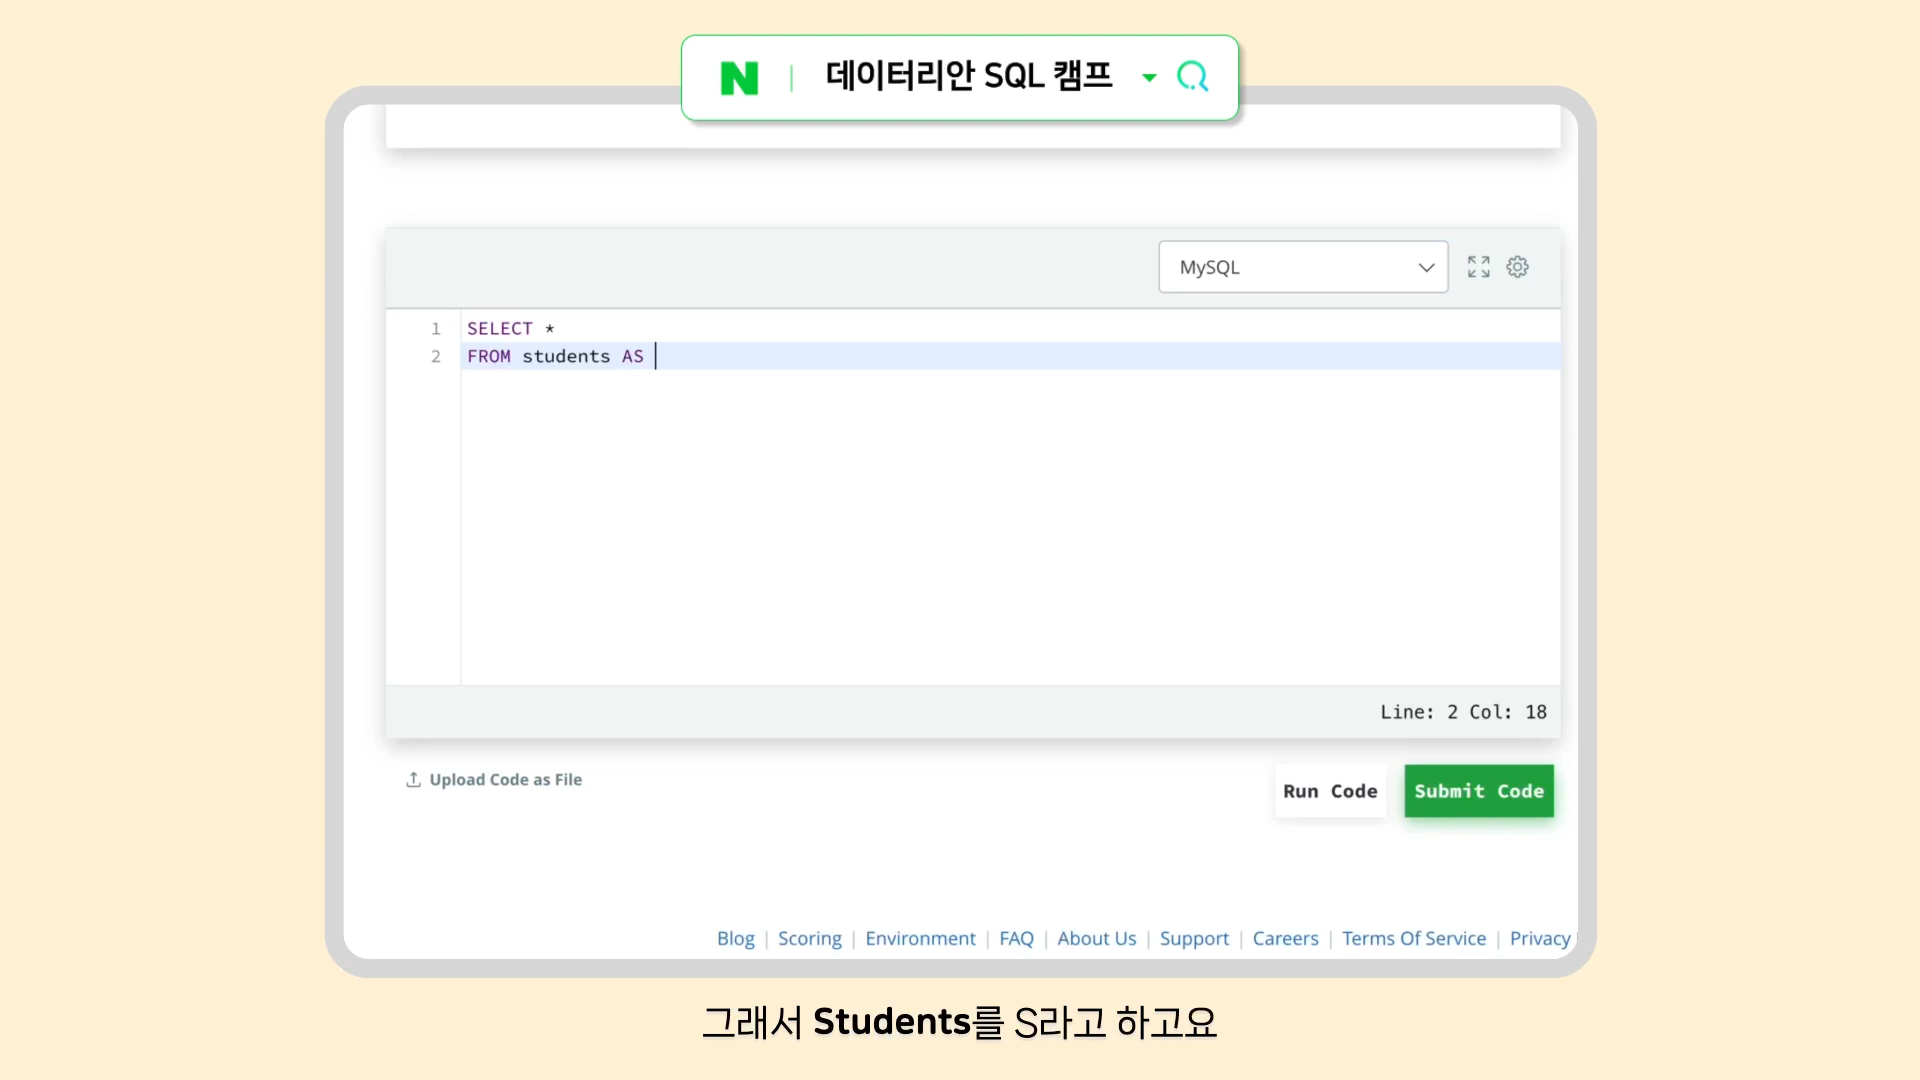 N | 데이터리안 SQL 캠프
MySQL
1 SELECT *
2 FROM students AS
Line: 2 Col: 18
Upload Code as File
Run Code
Submit Code
Blog | Scoring | Environment | FAQ | About Us | Support | Careers | Terms Of Service | Privacy
그래서 Students를 S라고 하고요